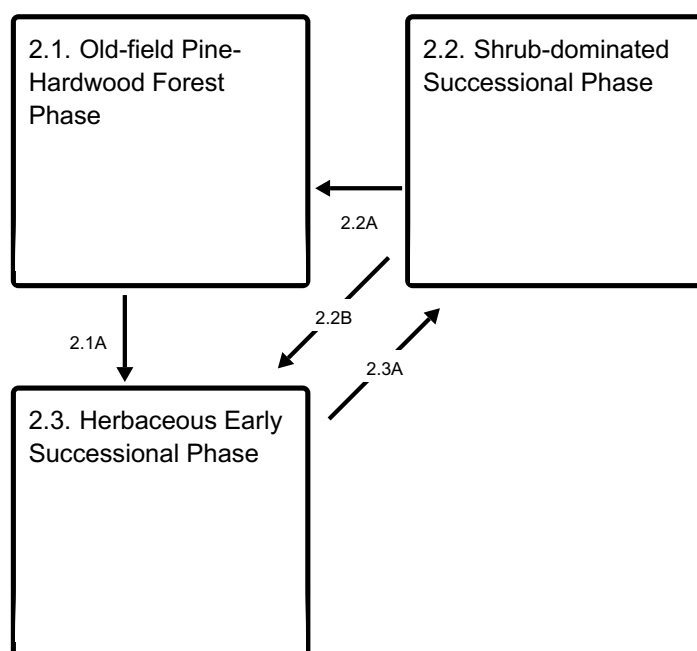 2.1. Old-field Pine-
Hardwood Forest
Phase
2.2. Shrub-dominated
Successional Phase
2.2A
2.2B
2.1A
2.3A
2.3. Herbaceous Early
Successional Phase